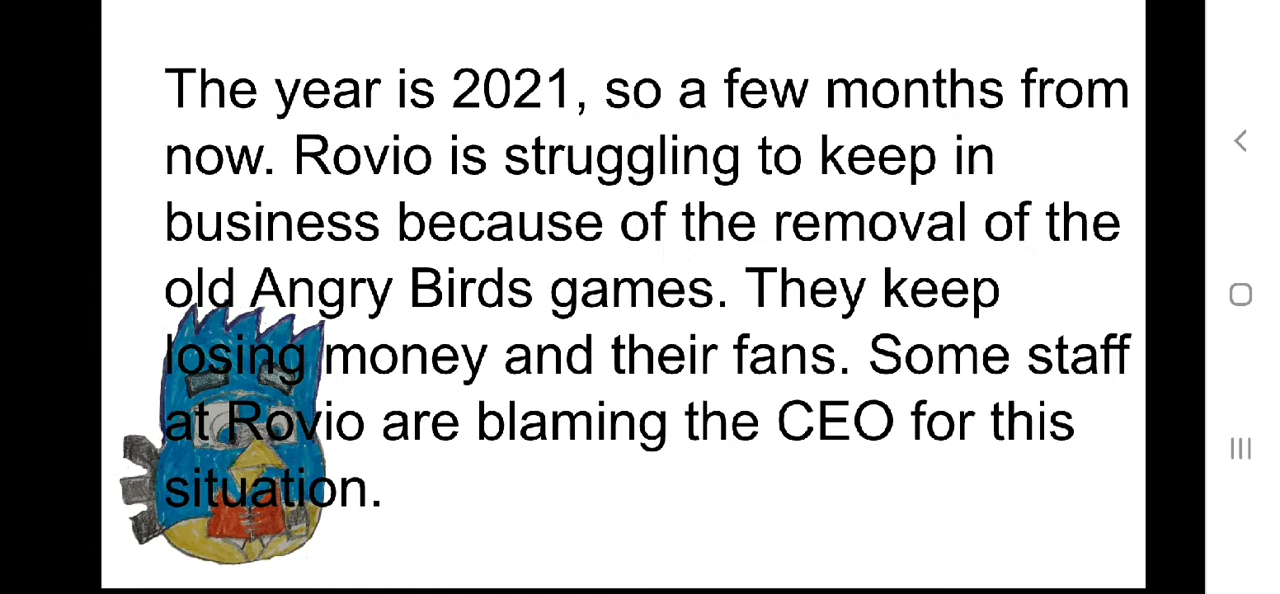 The year is 2021, so a few months from
now. Rovio is struggling to keep in
business because of the removal of the
old Angry Birds games. They keep
losing money and their fans. Some staff
at Rovio are blaming the CEO for this
situation.